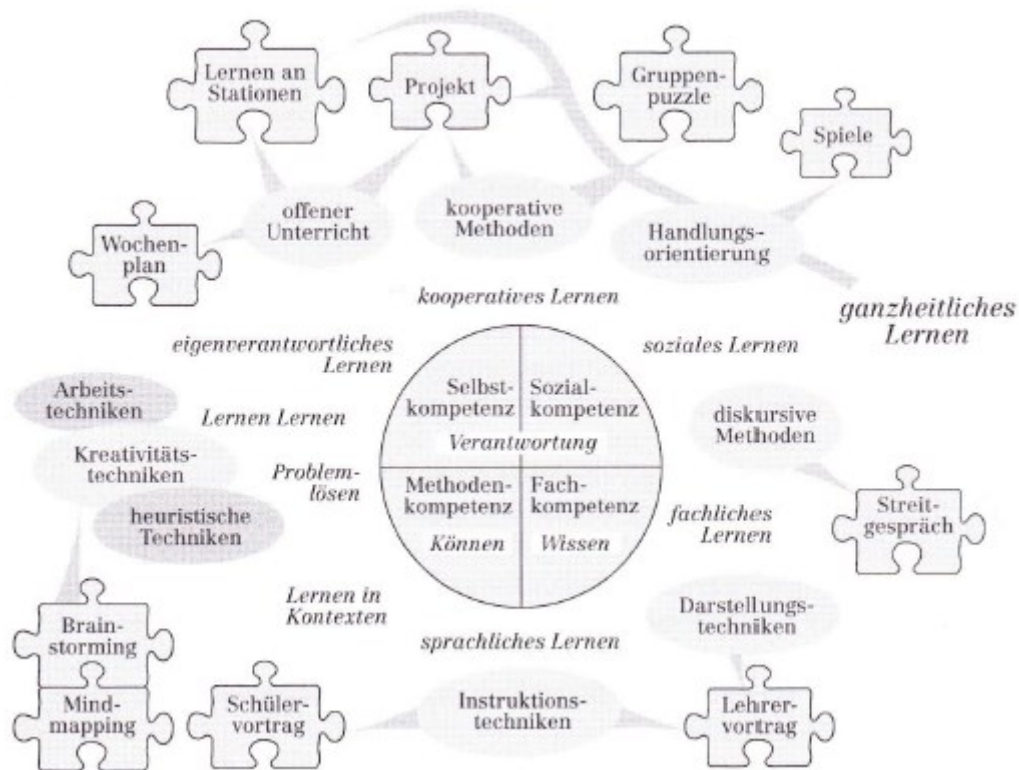 Lernen an
Stationen
Projekt
Gruppen-
puzzle
Spiele
offener
Unterricht
kooperative
Methoden
Handlungs-
orientierung
Wochen-
plan
kooperatives Lernen
ganzheitliches
Lernen
eigenverantwortliches
Lernen
soziales Lernen
Arbeits-
techniken
Lernen Lernen
Selbst-
kompetenz
Sozial-
kompetenz
Verantwortung
diskursive
Methoden
Kreativitäts-
techniken
Problem-
lösen
Methoden-
kompetenz
Fach-
kompetenz
Können
Wissen
fachliches
Lernen
Streit-
gespräch
heuristische
Techniken
Lernen in
Kontexten
sprachliches Lernen
Darstellungs-
techniken
Brain-
storming
Mind-
mapping
Schüler-
vortrag
Instruktions-
techniken
Lehrer-
vortrag